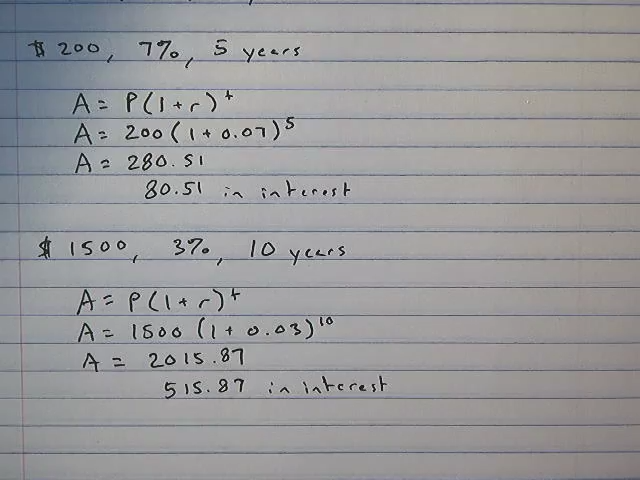 $ 200, 7%, 5 years
A = P(1+r)^t
A = 200(1+0.07)^5
A = 280.51
80.51 in interest
$ 1500, 3%, 10 years
A = P(1+r)^t
A = 1500 (1+0.03)^10
A = 2015.87
515.87 in interest